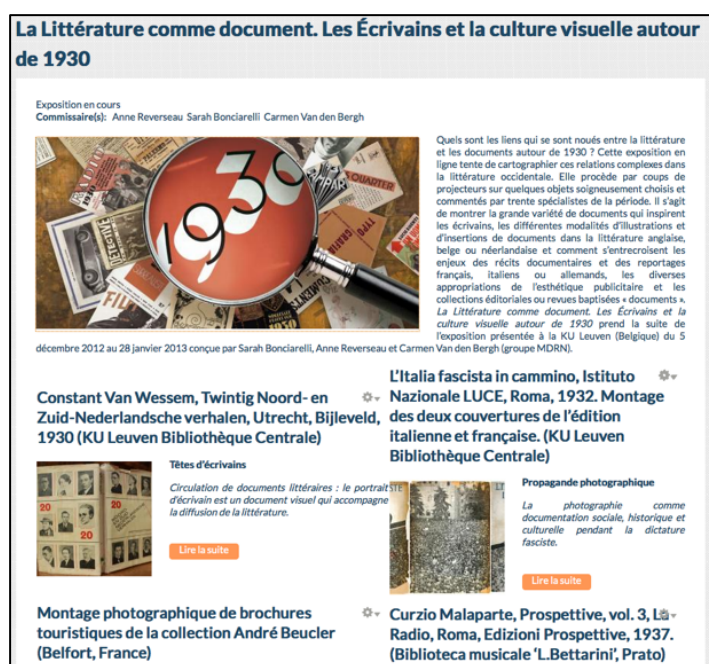 La Littérature comme document. Les Écrivains et la culture visuelle autour
de 1930
Exposition en cours
Commissaire(s): Anne Reverseau Sarah Bonciarelli Carmen Van den Bergh
1930
RADIO
1930
DÉTECTIVE
FILM
QUARTER
TYPO
GRAFIA
Quels sont les liens qui se sont noués entre la littérature
et les documents autour de 1930 ? Cette exposition en
ligne tente de cartographier ces relations complexes dans
la littérature occidentale. Elle procède par coups de
projecteurs sur quelques objets soigneusement choisis et
commentés par trente spécialistes de la période. Il s'agit
de montrer la grande variété de documents qui inspirent
les écrivains, les différentes modalités d'illustrations et
d'insertions de documents dans la littérature anglaise,
belge ou néerlandaise et comment s'entrecroisent les
enjeux des récits documentaires et des reportages
français, italiens ou allemands, les diverses
appropriations de l'esthétique publicitaire et les
collections éditoriales ou revues baptisées « documents ».
La Littérature comme document. Les Écrivains et la
culture visuelle autour de 1930 prend la suite de
l'exposition présentée à la KU Leuven (Belgique) du 5
décembre 2012 au 28 janvier 2013 conçue par Sarah Bonciarelli, Anne Reverseau et Carmen Van den Bergh (groupe MDRN).
Constant Van Wessem, Twintig Noord- en
Zuid-Nederlandsche verhalen, Utrecht, Bijleveld,
1930 (KU Leuven Bibliothèque Centrale)
20
20
20
Têtes d'écrivains
Circulation de documents littéraires : le portrait
d'écrivain est un document visuel qui accompagne
la diffusion de la littérature.
Lire la suite
L'Italia fascista in cammino, Istituto
Nazionale LUCE, Roma, 1932. Montage
des deux couvertures de l'édition
italienne et française. (KU Leuven
Bibliothèque Centrale)
Propagande photographique
La photographie comme
documentation sociale, historique et
culturelle pendant la dictature
fasciste.
Lire la suite
Montage photographique de brochures
touristiques de la collection André Beucler
(Belfort, France)
Curzio Malaparte, Prospettive, vol. 3, La
Radio, Roma, Edizioni Prospettive, 1937.
(Biblioteca musicale 'L.Bettarini', Prato)